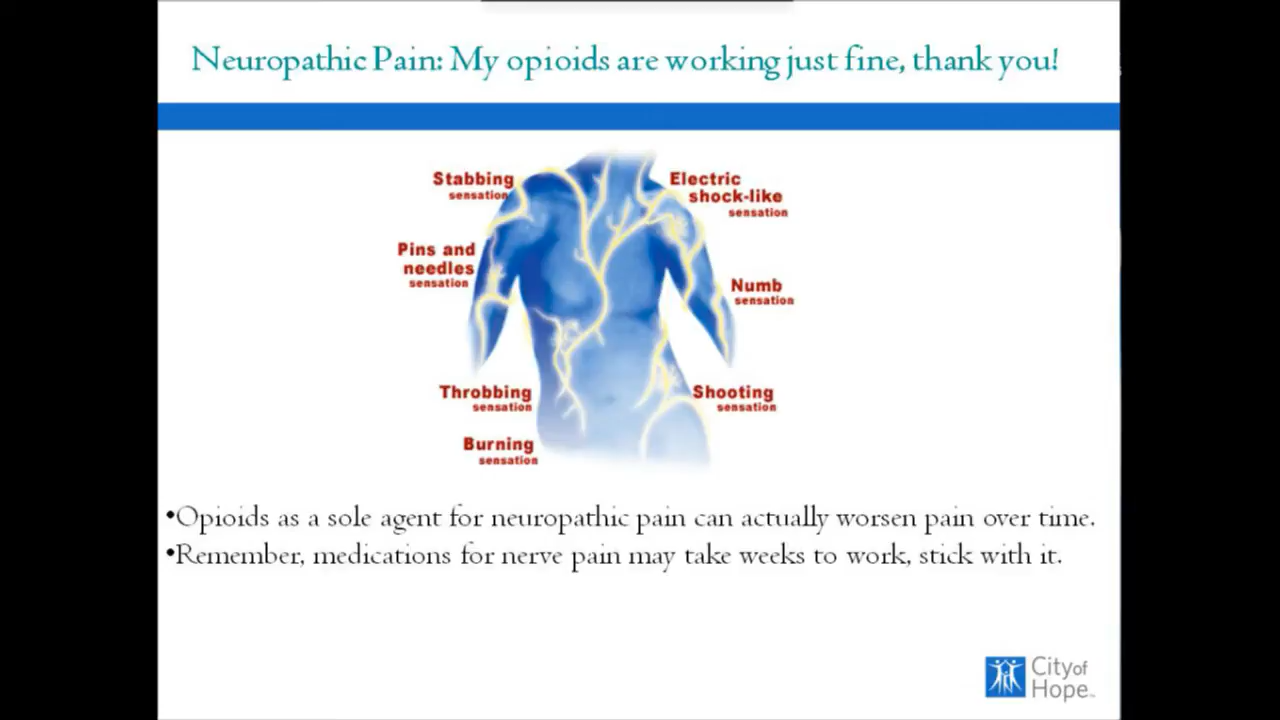 Neuropathic Pain: My opioids are working just fine, thank you!
Stabbing
sensation
Electric
shock-like
sensation
Pins and
needles
sensation
Numb
sensation
Throbbing
sensation
Shooting
sensation
Burning
sensation
•Opioids as a sole agent for neuropathic pain can actually worsen pain over time.
•Remember, medications for nerve pain may take weeks to work, stick with it.
City of
Hope™